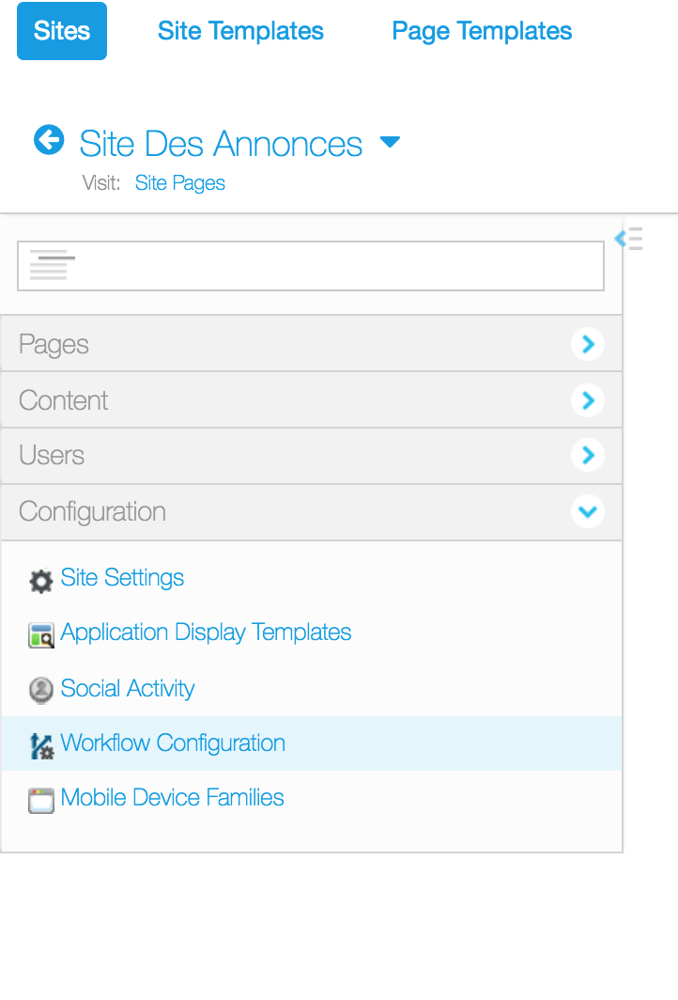 Sites Site Templates Page Templates
Site Des Annonces
Visit: Site Pages
Pages
Content
Users
Configuration
Site Settings
Application Display Templates
Social Activity
Workflow Configuration
Mobile Device Families